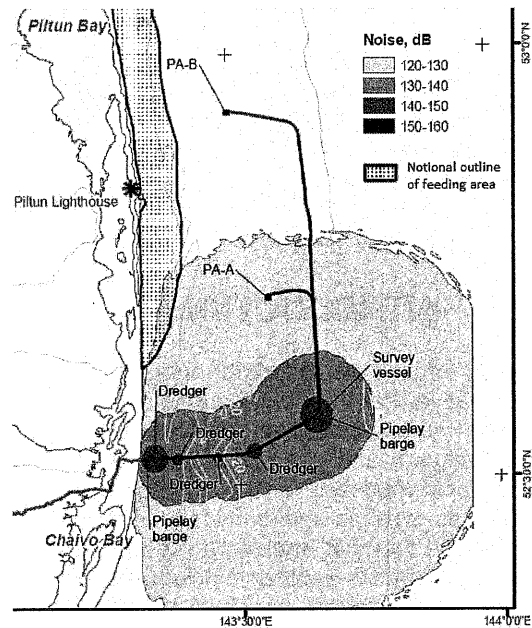 Piltun Bay
PA-B
Noise, dB
120-130
130-140
140-150
150-160
Notional outline
of feeding area
53°0'0"N
Piltun Lighthouse
PA-A
Survey
vessel
Dredger
Dredger
Pipelay
barge
Dredger
Dredger
52°30'0"N
Pipelay
barge
Chaivo Bay
143°30'0"E
144°0'0"E